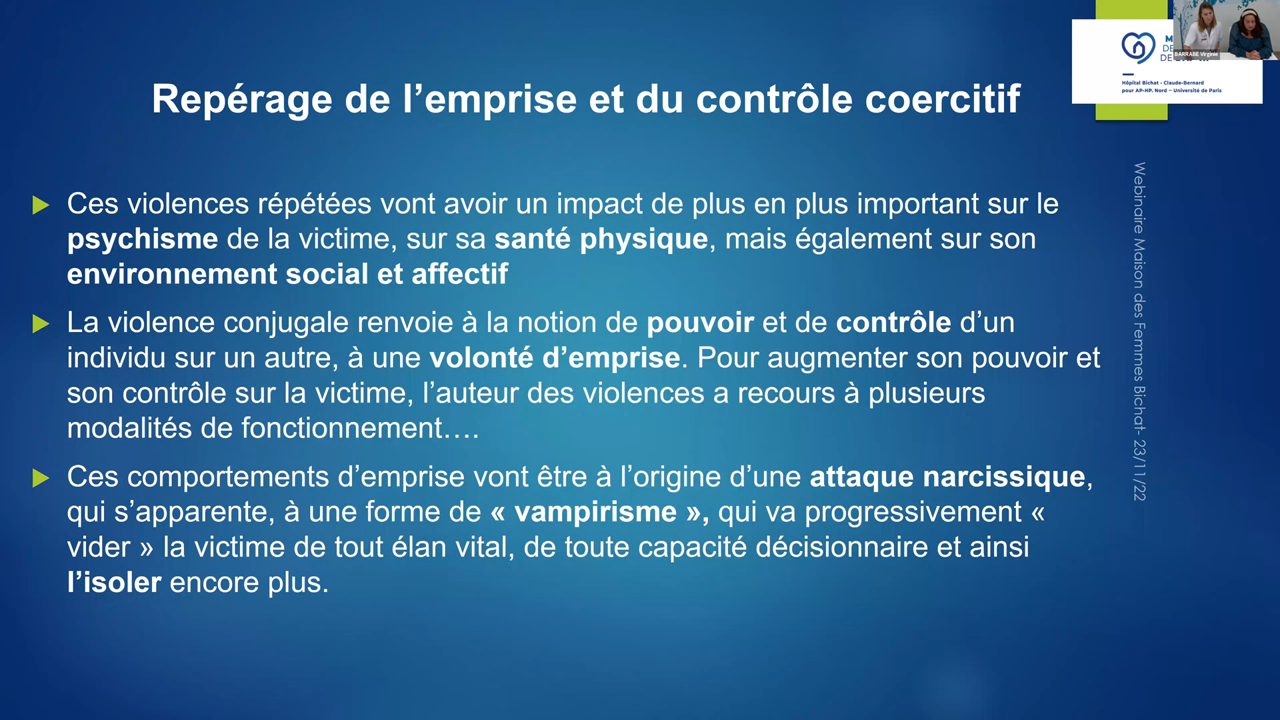 Repérage de l’emprise et du contrôle coercitif
BARRABE Virginie
Hôpital Bichat - Claude-Bernard
pour AP-HP. Nord – Université de Paris
Ces violences répétées vont avoir un impact de plus en plus important sur le
psychisme de la victime, sur sa santé physique, mais également sur son
environnement social et affectif
La violence conjugale renvoie à la notion de pouvoir et de contrôle d’un
individu sur un autre, à une volonté d’emprise. Pour augmenter son pouvoir et
son contrôle sur la victime, l’auteur des violences a recours à plusieurs
modalités de fonctionnement….
Ces comportements d’emprise vont être à l’origine d’une attaque narcissique,
qui s’apparente, à une forme de « vampirisme », qui va progressivement «
vider » la victime de tout élan vital, de toute capacité décisionnaire et ainsi
l’isoler encore plus.
Webinaire Maison des Femmes Bichat- 23/11/22